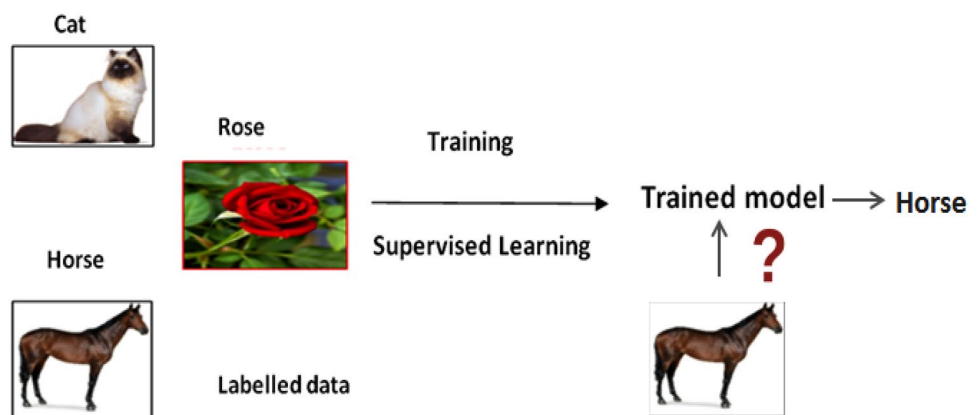 Cat
Rose
Training
Trained model
Horse
Supervised Learning
?
Horse
Labelled data